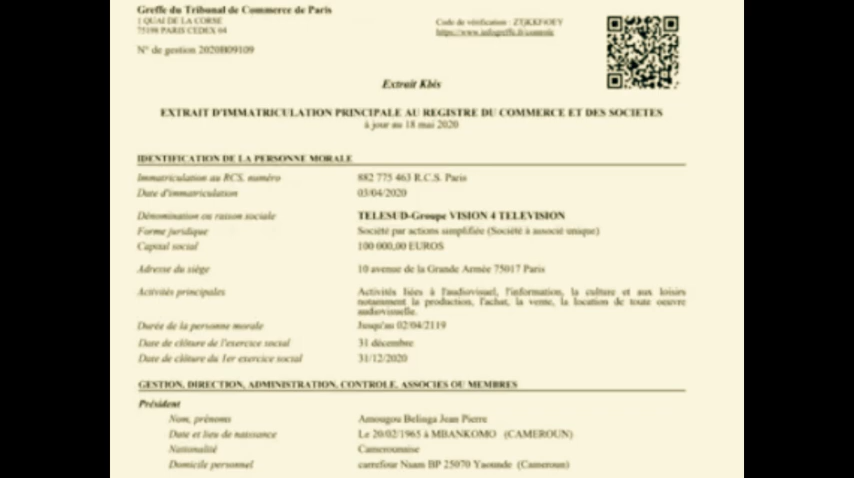 Greffe du Tribunal de Commerce de Paris
1 QUAI DE LA CORSE
75198 PARIS CEDEX 04
Code de vérification :
https://www.infogreffe.fr/controle
N° de gestion 2020B09109
Extrait Kbis
EXTRAIT D'IMMATRICULATION PRINCIPALE AU REGISTRE DU COMMERCE ET DES SOCIETES
à jour au 18 mai 2020
IDENTIFICATION DE LA PERSONNE MORALE
Immatriculation au RCS, numéro 882 775 463 R.C.S. Paris
Date d'immatriculation 03/04/2020
Dénomination ou raison sociale TELESUD-Groupe VISION 4 TELEVISION
Forme juridique Société par actions simplifiée (Société à associé unique)
Capital social 100 000,00 EUROS
Adresse du siège 10 avenue de la Grande Armée 75017 Paris
Activités principales Activités liées à l'audiovisuel, l'information, la culture et aux loisirs
notamment la production, l'achat, la vente, la location de toute oeuvre
audiovisuelle.
Durée de la personne morale Jusqu'au 02/04/2119
Date de clôture de l'exercice social 31 décembre
Date de clôture du 1er exercice social 31/12/2020
GESTION, DIRECTION, ADMINISTRATION, CONTROLE, ASSOCIES OU MEMBRES
Président
Nom, prénoms Amougou Belinga Jean Pierre
Date et lieu de naissance Le 20/02/1965 à MBANKOMO (CAMEROUN)
Nationalité Camerounaise
Domicile personnel carrefour Nsam BP 25070 Yaounde (Cameroun)